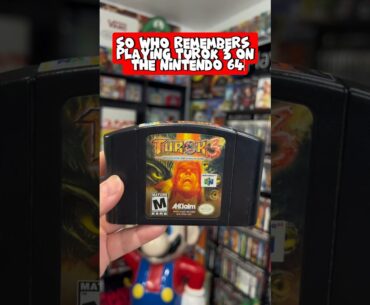 SO WHO REMEMBERS
PLAYING TUROK 3 ON
THE NINTENDO 64
TUROK 3
MATURE
M
Acclaim